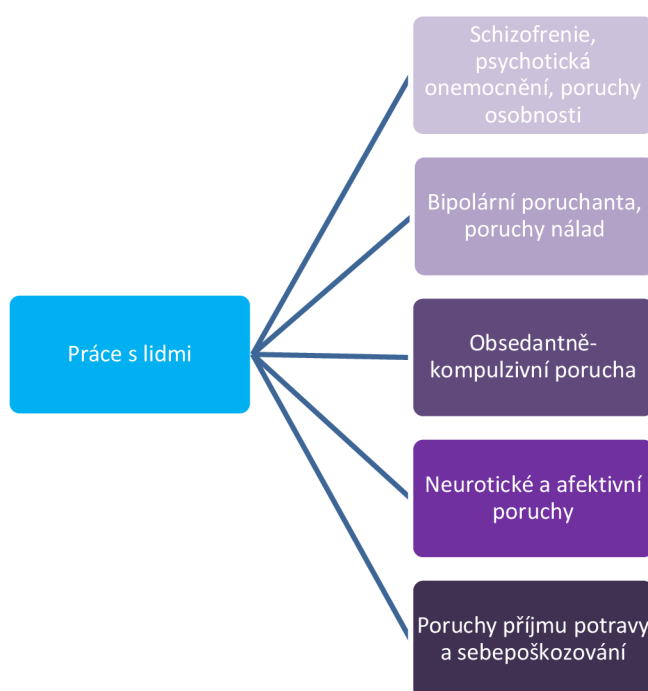 Práce s lidmi
Schizofrenie,
psychotická
onemocnění, poruchy
osobnosti
Bipolární poruchanta,
poruchy nálad
Obsedantně-
kompulzivní porucha
Neurotické a afektivní
poruchy
Poruchy příjmu potravy
a sebepoškozování